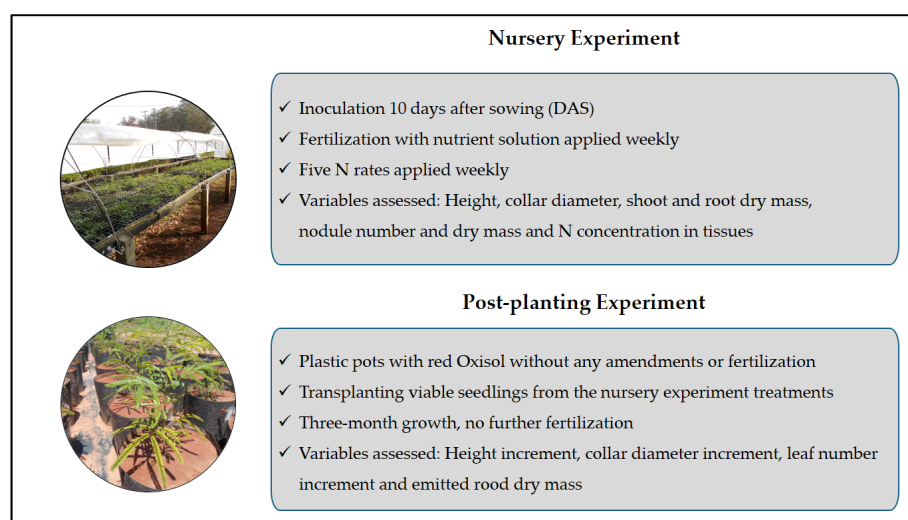 Nursery Experiment
✓ Inoculation 10 days after sowing (DAS)
✓ Fertilization with nutrient solution applied weekly
✓ Five N rates applied weekly
✓ Variables assessed: Height, collar diameter, shoot and root dry mass,
nodule number and dry mass and N concentration in tissues
Post-planting Experiment
✓ Plastic pots with red Oxisol without any amendments or fertilization
✓ Transplanting viable seedlings from the nursery experiment treatments
✓ Three-month growth, no further fertilization
✓ Variables assessed: Height increment, collar diameter increment, leaf number
increment and emitted rood dry mass